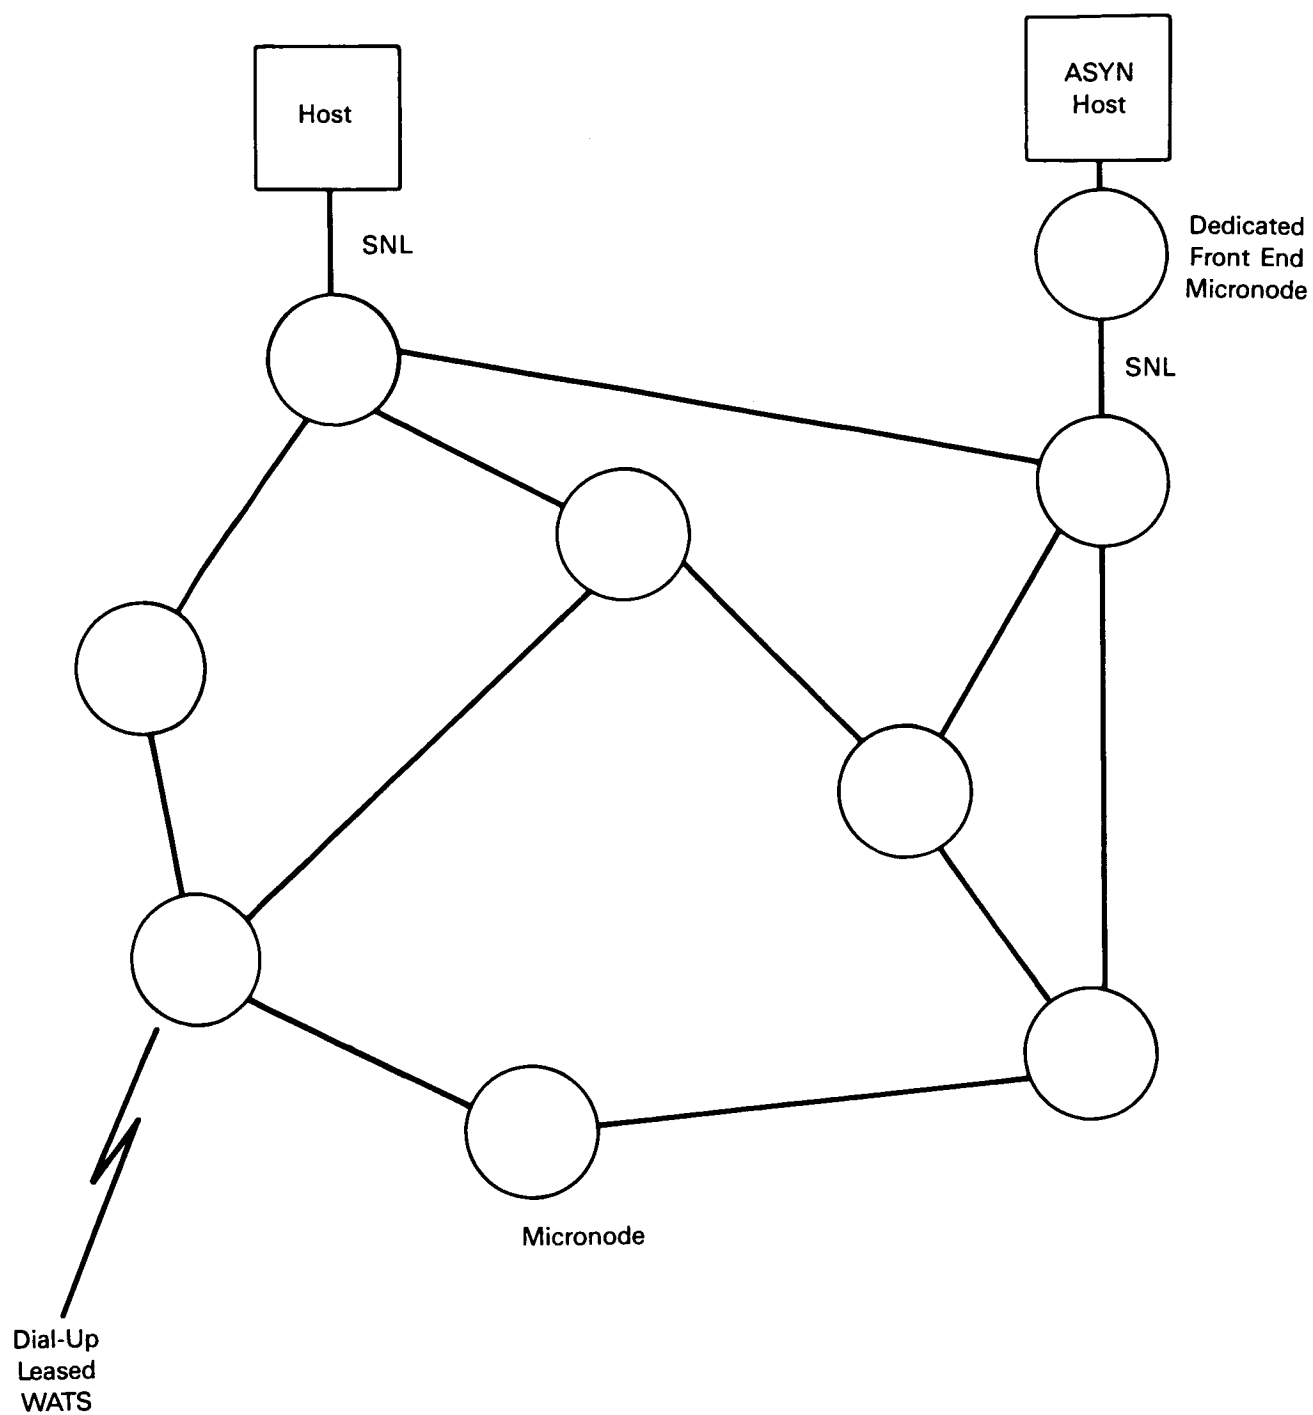 Host
ASYN
Host
SNL
Dedicated
Front End
Micronode
SNL
Micronode
Dial-Up
Leased
WATS